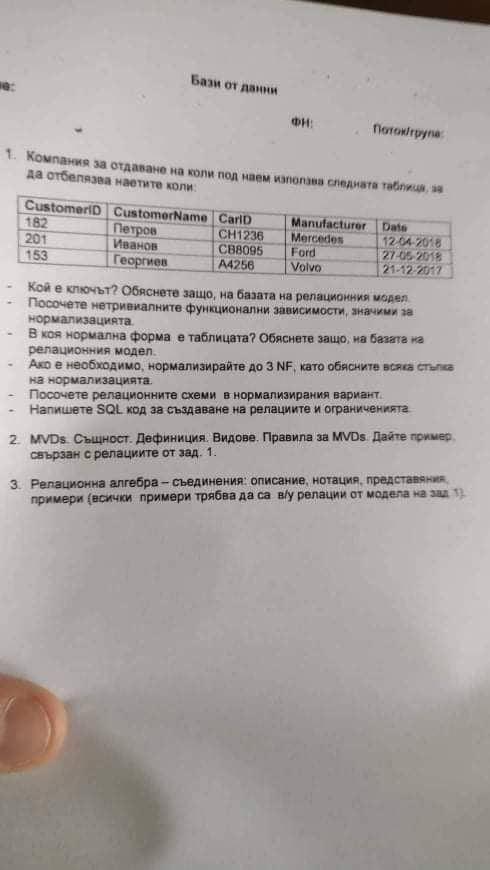 Бази от данни
ФН:
Поток/група:
1. Компания за отдаване на коли под наем използва следната таблица, за
да отбелязва наетите коли:
CustomerID CustomerName CarID Manufacturer Date
182 Петров CH1236 Mercedes 12-04-2018
201 Иванов CB8095 Ford 27-05-2018
153 Георгиев A4256 Volvo 21-12-2017
- Кой е ключът? Обяснете защо, на базата на релационния модел.
- Посочете нетривиалните функционални зависимости, значими за
нормализацията.
- В коя нормална форма е таблицата? Обяснете защо, на базата на
релационния модел.
- Ако е необходимо, нормализирайте до 3 NF, като обясните всяка стъпка
на нормализацията.
- Посочете релационните схеми в нормализирания вариант.
- Напишете SQL код за създаване на релациите и ограниченията.
2. MVDs. Същност. Дефиниция. Видове. Правила за MVDs. Дайте пример,
свързан с релациите от зад. 1.
3. Релационна алгебра – съединения: описание, нотация, представяния,
примери (всички примери трябва да са в/у релации от модела на зад 1).